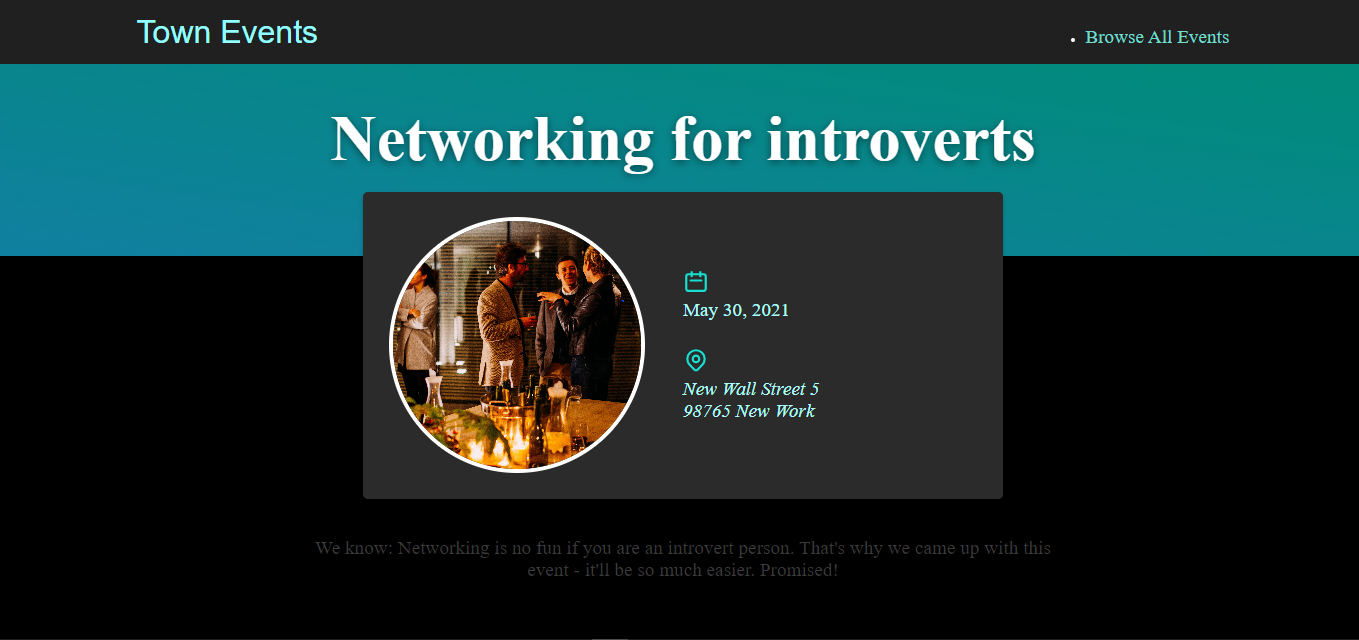 Town Events
Browse All Events
Networking for introverts
May 30, 2021
New Wall Street 5
98765 New Work
We know: Networking is no fun if you are an introvert person. That's why we came up with this
event - it'll be so much easier. Promised!